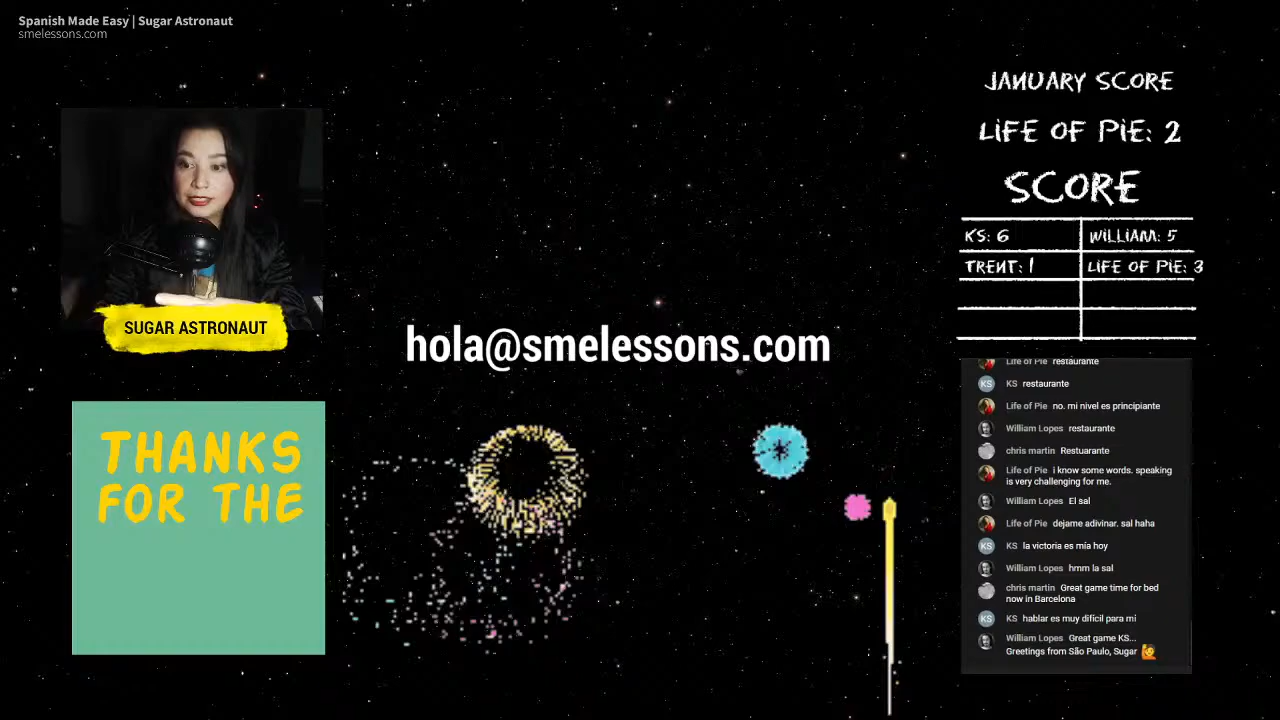 Spanish Made Easy | Sugar Astronaut
smelessons.com
SUGAR ASTRONAUT
THANKS
FOR THE
hola@smelessons.com
JANUARY SCORE
LIFE OF PIE: 2
SCORE
KS: 6 WILLIAM: 5
TRENT: 1 LIFE OF PIE: 3
Life of Pie restaurante
KS KS restaurante
Life of Pie no. mi nivel es principiante
William Lopes restaurante
chris martin Restuarante
Life of Pie i know some words. speaking
is very challenging for me.
William Lopes El sal
Life of Pie dejame adivinar. sal haha
KS KS la victoria es mía hoy
William Lopes hmm la sal
chris martin Great game time for bed
now in Barcelona
KS KS hablar es muy difícil para mi
William Lopes Great game KS...
Greetings from São Paulo, Sugar